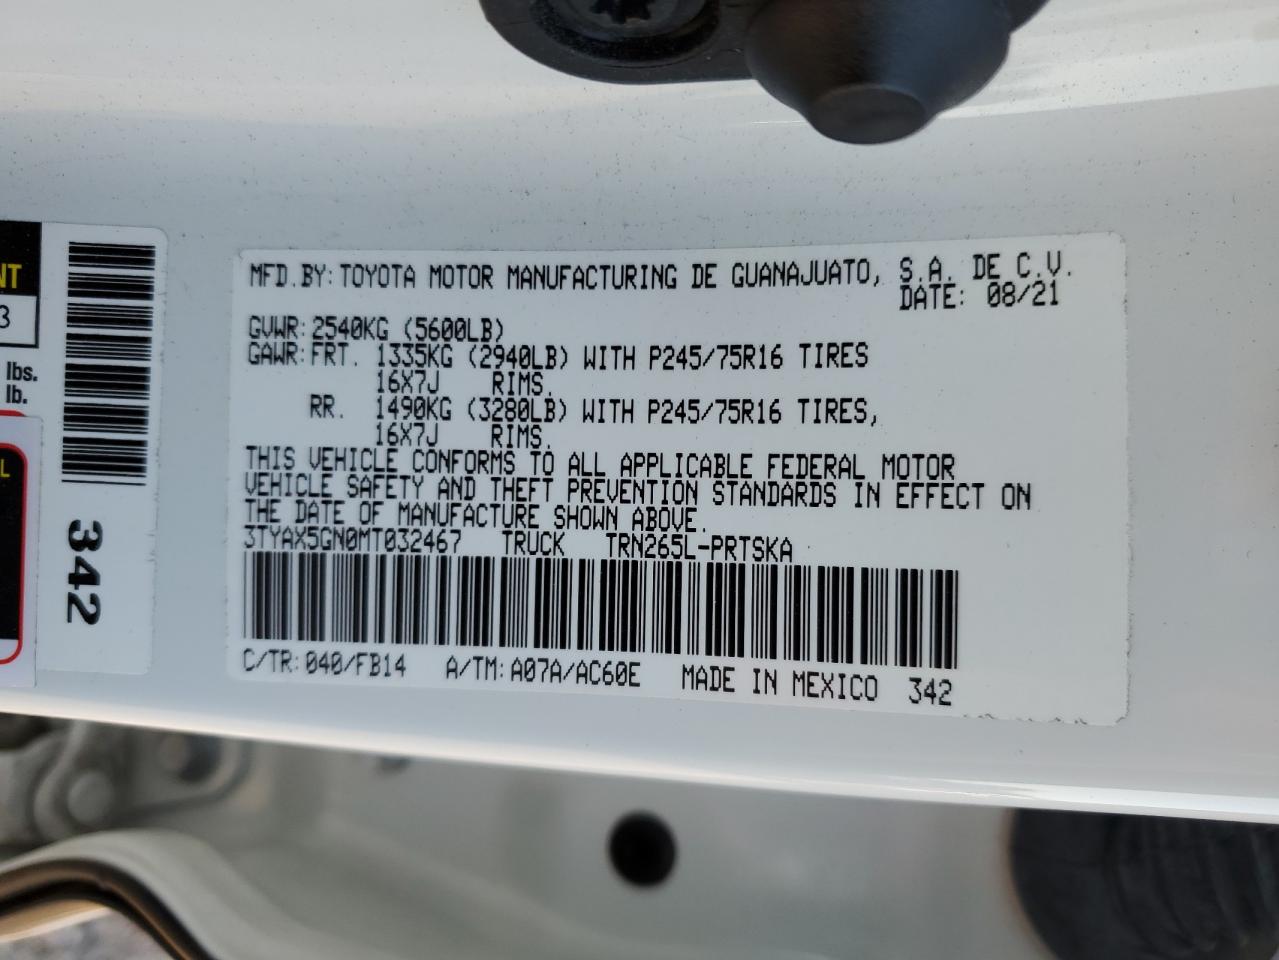 NT
3
lbs.
lb.
L
342
MFD.BY:TOYOTA MOTOR MANUFACTURING DE GUANAJUATO, S.A. DE C.V.
DATE: 08/21
GVWR:2540KG (5600LB)
GAWR:FRT. 1335KG (2940LB) WITH P245/75R16 TIRES
16X7J RIMS,
RR. 1490KG (3280LB) WITH P245/75R16 TIRES,
16X7J RIMS,
THIS VEHICLE CONFORMS TO ALL APPLICABLE FEDERAL MOTOR
VEHICLE SAFETY AND THEFT PREVENTION STANDARDS IN EFFECT ON
THE DATE OF MANUFACTURE SHOWN ABOVE.
3TYAX5GN0MT032467 TRUCK TRN265L-PRTSKA
C/TR:040/FB14 A/TM:A07A/AC60E MADE IN MEXICO 342